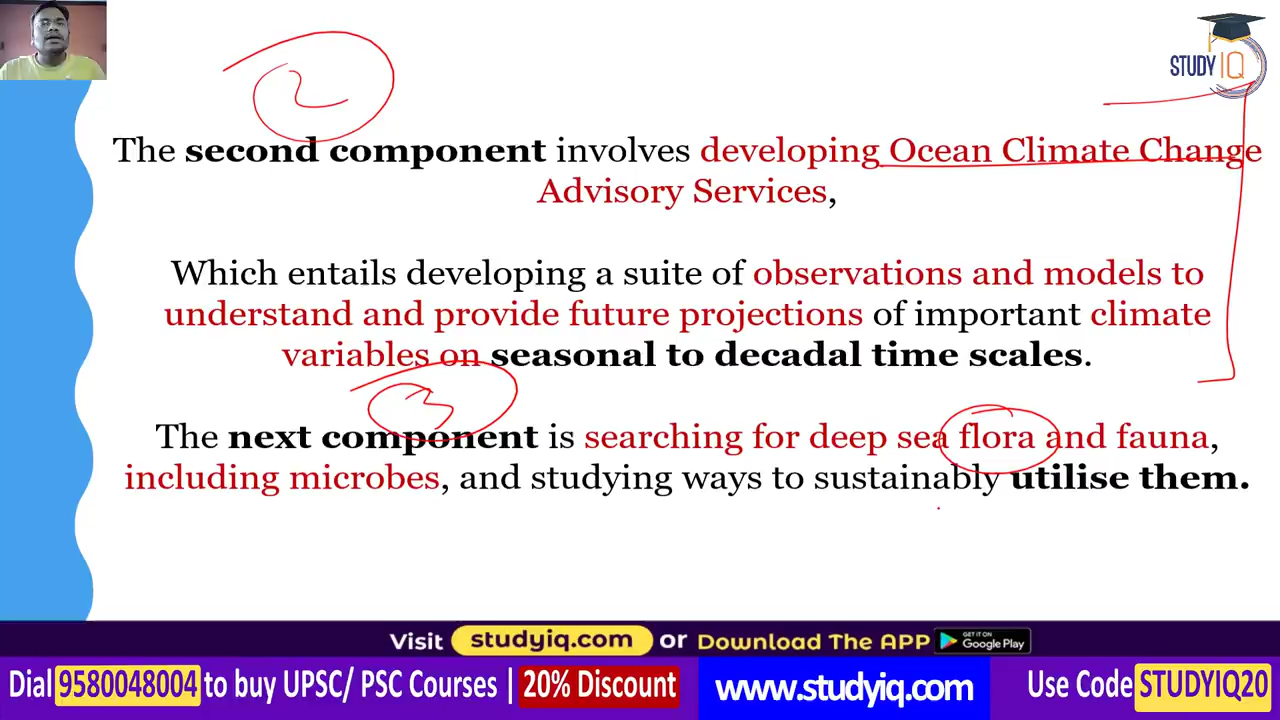 STUDY IQ
2
The second component involves developing Ocean Climate Change
Advisory Services,
Which entails developing a suite of observations and models to
understand and provide future projections of important climate
variables on seasonal to decadal time scales.
3
The next component is searching for deep sea flora and fauna,
including microbes, and studying ways to sustainably utilise them.
Visit studyiq.com or Download The APP GET IT ON Google Play
Dial 9580048004 to buy UPSC/ PSC Courses | 20% Discount www.studyiq.com Use Code STUDYIQ20